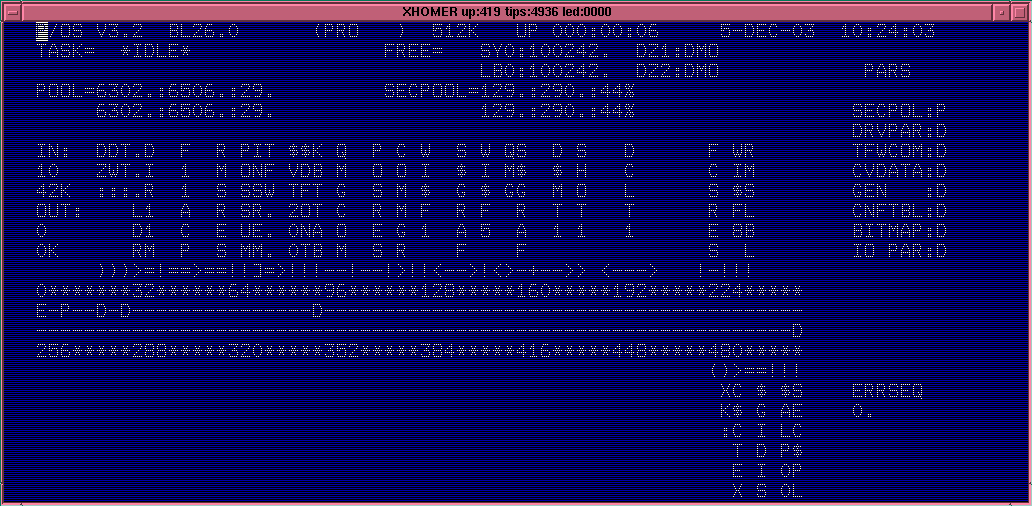 /OS V3.2  BL26.0      (PRO   )  512K   UP 000:00:06     5-DEC-03  10:24:03
TASK=  *IDLE*                FREE=   SY0:100242.  DZ1:DMO
LB0:100242.  DZ2:DMO            PARS
POOL=6302.:6506.:29.         SECPOOL=129.:290.:44%
6302.:6506.:29.                 129.:290.:44%                  SECPOL:P
DRVPAR:D
IN:  DDT.D  F  R PIT $$K Q  P C W  S W QS  D S   D      F WR        TFWCOM:D
10   ZWT.I  1  M ONF VDB M  O O I  $ I M$  $ H   C      C IM        CVDATA:D
42K  :::.R  1  S SSW TFT G  S M $  G $ GG  M O   L      S $S        GEN   :D
OUT:    L1  A  R SR. 2DT C  R M F  R F R   T T   T      R FL        CNFTBL:D
0       D1  C  E UE. 0NA D  E G 1  A 5 A   1 1   1      E BB        BITMAP:D
0K      RM  P  S MM. 0TB M  S R    F   F                S L         IO PAR:D
)))>=!==>==!!]=>!!!--!--!>!!<-->!<>-+-->> <--->   !-!!!
0*******32******64******96******128*****160*****192*****224*****
E-P--D-D---------------D----------------------------------------
---------------------------------------------------------------D
256*****288*****320*****352*****384*****416*****448*****480*****
()>==!!!
XC $ $S    ERRSEQ
K$ G AE    0.
:C I LC
T D P$
E I OP
X S OL
XHOMER up:419 tips:4936 led:0000